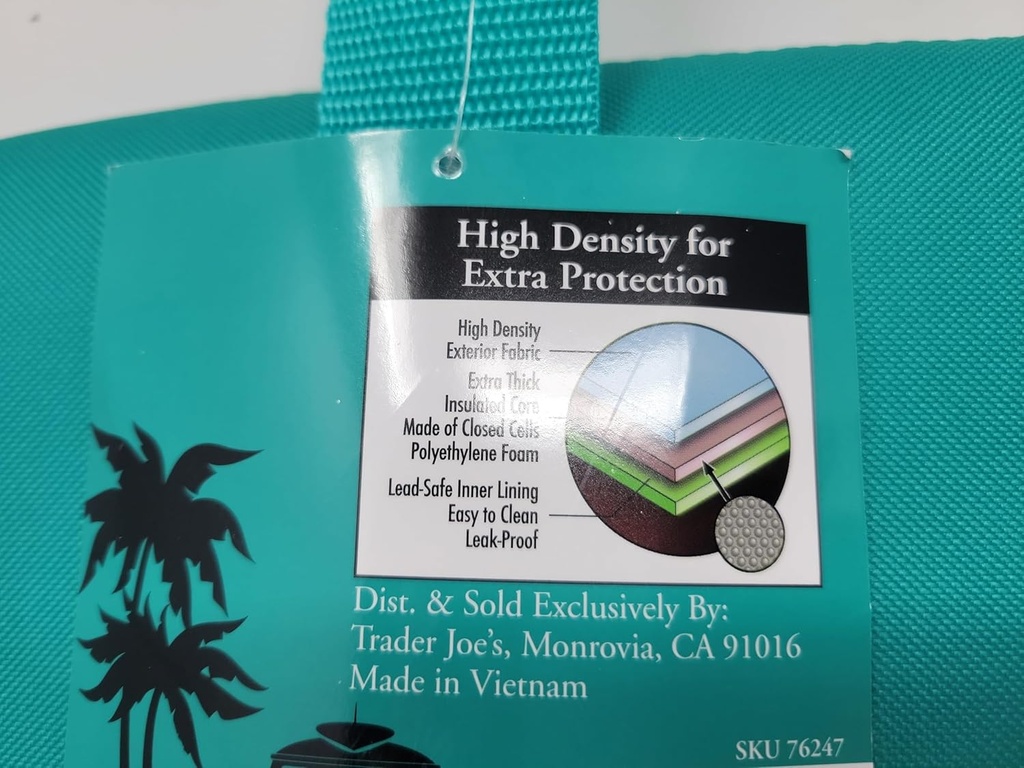 High Density for
Extra Protection
High Density
Exterior Fabric
Extra Thick
Insulated Core
Made of Closed Cells
Polyethylene Foam
Lead-Safe Inner Lining
Easy to Clean
Leak-Proof
Dist. & Sold Exclusively By:
Trader Joe's, Monrovia, CA 91016
Made in Vietnam
SKU 76247